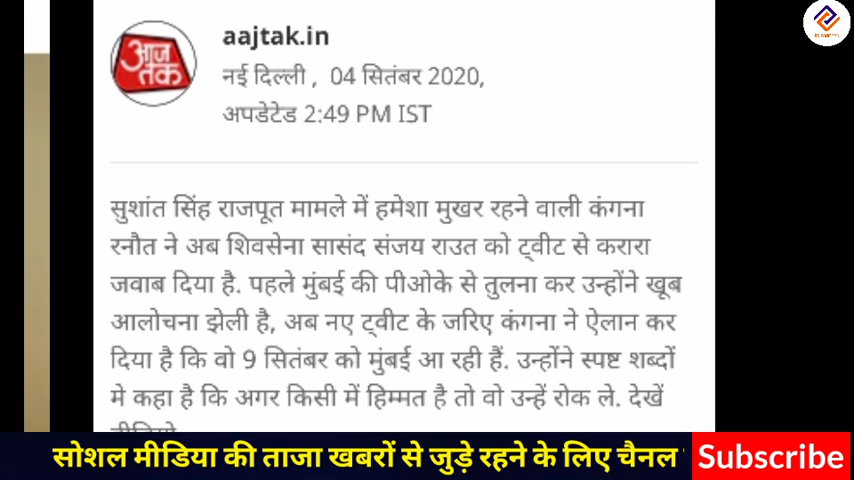 आज
तक
aajtak.in
नई दिल्ली , 04 सितंबर 2020,
अपडेटेड 2:49 PM IST
सुशांत सिंह राजपूत मामले में हमेशा मुखर रहने वाली कंगना
रनौत ने अब शिवसेना सासंद संजय राउत को ट्वीट से करारा
जवाब दिया है. पहले मुंबई की पीओके से तुलना कर उन्होंने खूब
आलोचना झेली है, अब नए ट्वीट के जरिए कंगना ने ऐलान कर
दिया है कि वो 9 सितंबर को मुंबई आ रही हैं. उन्होंने स्पष्ट शब्दों
मे कहा है कि अगर किसी में हिम्मत है तो वो उन्हें रोक ले. देखें
सोशल मीडिया की ताजा खबरों से जुड़े रहने के लिए चैनल
Subscribe